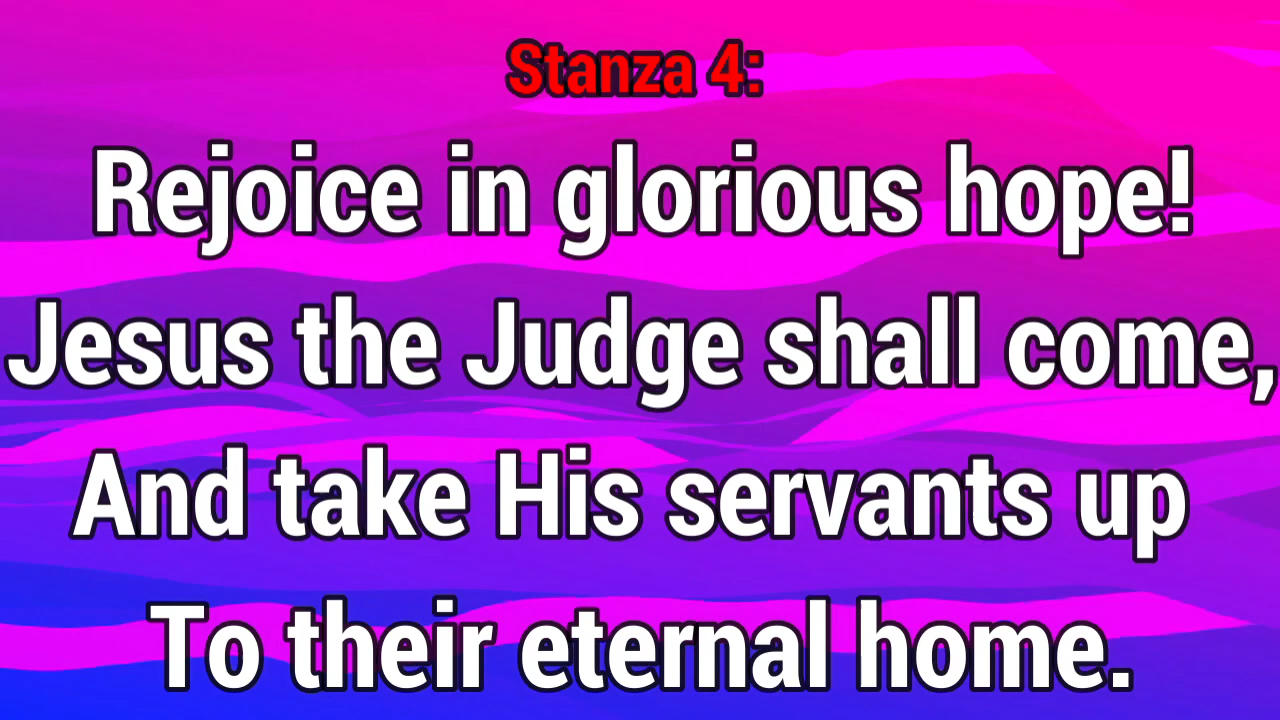 Stanza 4:
Rejoice in glorious hope!
Jesus the Judge shall come,
And take His servants up
To their eternal home.